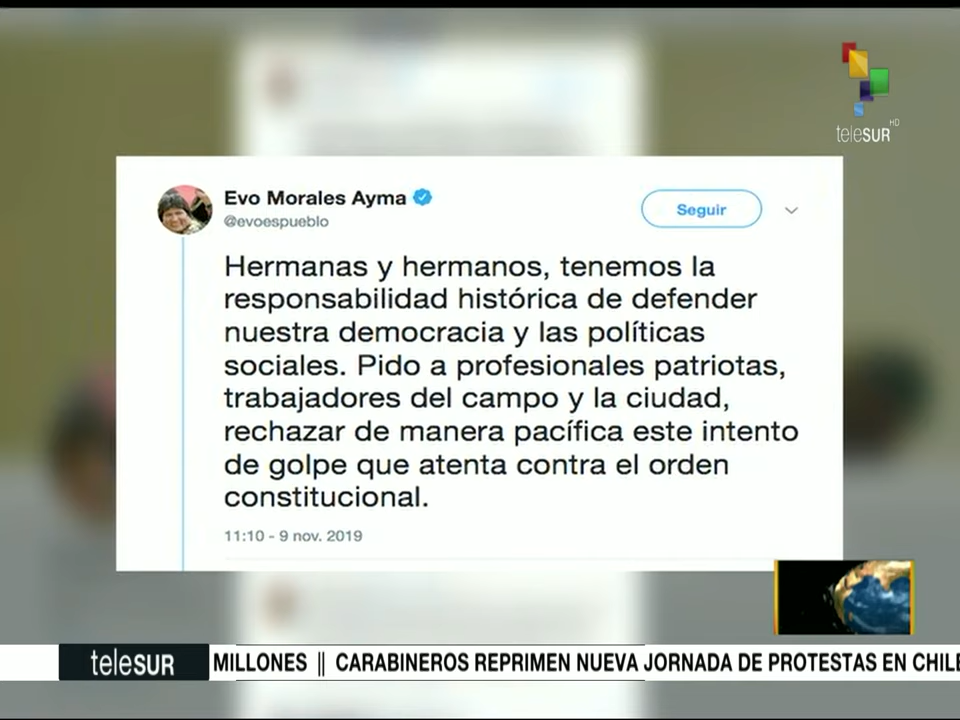 teleSUR HD
Evo Morales Ayma
@evoespueblo
Seguir
Hermanas y hermanos, tenemos la
responsabilidad histórica de defender
nuestra democracia y las políticas
sociales. Pido a profesionales patriotas,
trabajadores del campo y la ciudad,
rechazar de manera pacífica este intento
de golpe que atenta contra el orden
constitucional.
11:10 - 9 nov. 2019
teleSUR MILLONES || CARABINEROS REPRIMEN NUEVA JORNADA DE PROTESTAS EN CHILE